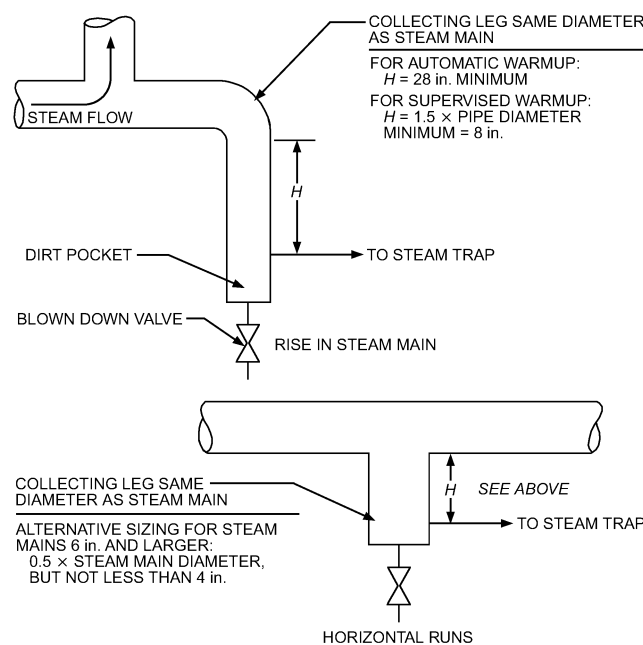 COLLECTING LEG SAME DIAMETER
AS STEAM MAIN
FOR AUTOMATIC WARMUP:
H = 28 in. MINIMUM
FOR SUPERVISED WARMUP:
H = 1.5 × PIPE DIAMETER
MINIMUM = 8 in.
STEAM FLOW
H
DIRT POCKET
TO STEAM TRAP
BLOWN DOWN VALVE
RISE IN STEAM MAIN
COLLECTING LEG SAME
DIAMETER AS STEAM MAIN
ALTERNATIVE SIZING FOR STEAM
MAINS 6 in. AND LARGER:
0.5 × STEAM MAIN DIAMETER,
BUT NOT LESS THAN 4 in.
H SEE ABOVE
TO STEAM TRAP
HORIZONTAL RUNS